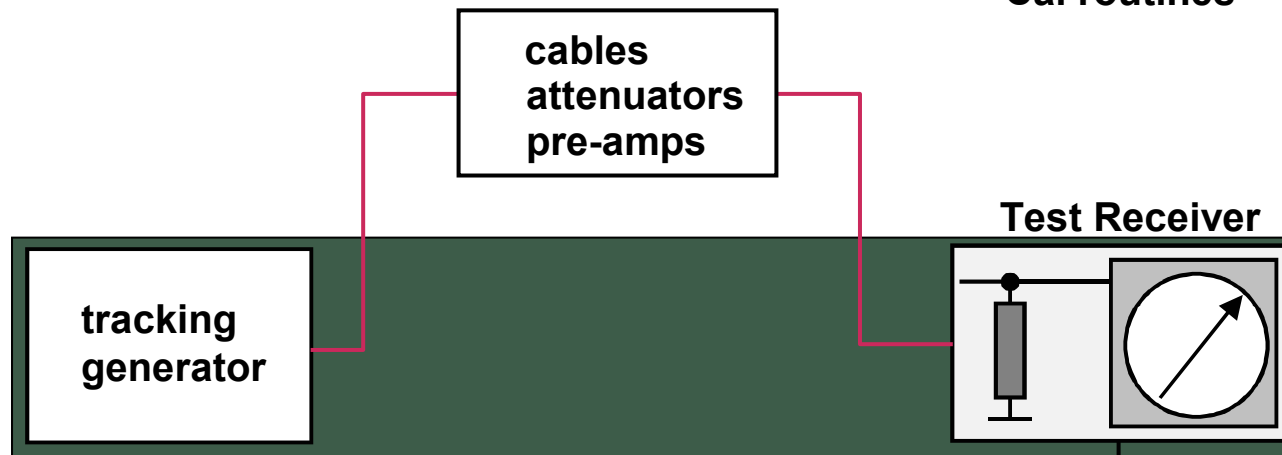 Cal routines
cables
attenuators
pre-amps
Test Receiver
tracking
generator